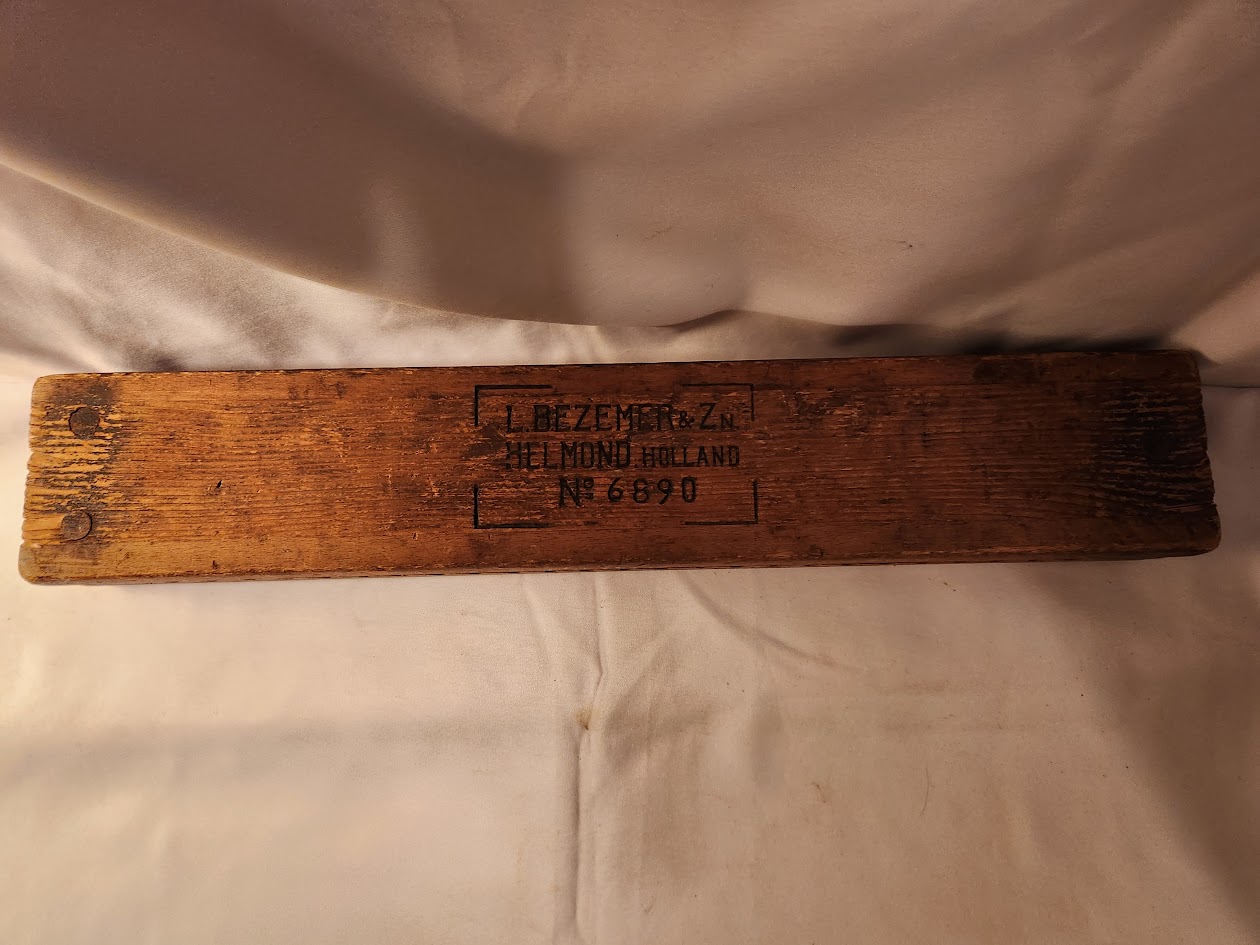 L. BEZEMER & ZN.
HELMOND. HOLLAND
Nº 6890